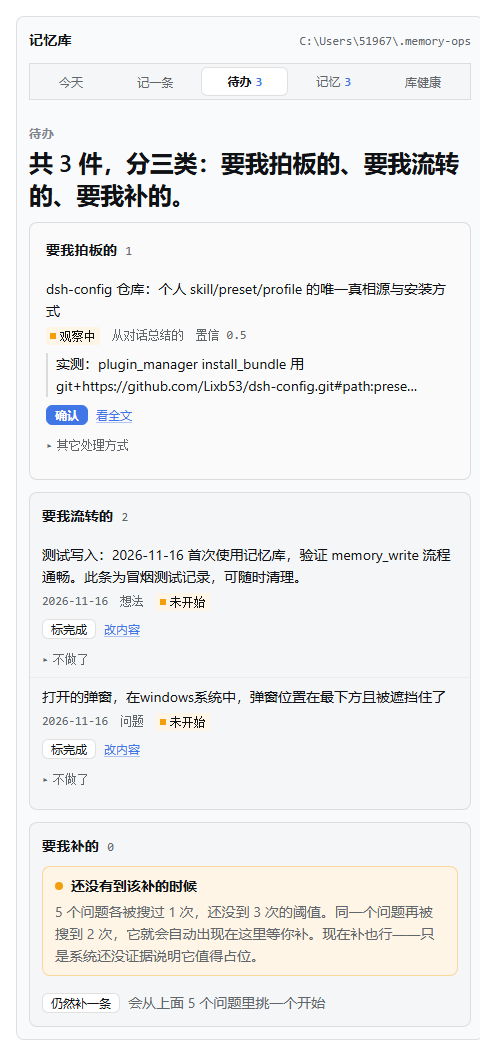 记忆库 C:\Users\51967\.memory-ops
今天 记一条 待办 3 记忆 3 库健康
待办
共 3 件，分三类：要我拍板的、要我流转
的、要我补的。
要我拍板的 1
dsh-config 仓库：个人 skill/preset/profile 的唯一真相源与安装方
式
观察中 从对话总结的 置信 0.5
实测：plugin_manager install_bundle 用
git+https://github.com/Lixb53/dsh-config.git#path:prese...
确认 看全文
▸ 其它处理方式
要我流转的 2
测试写入：2026-11-16 首次使用记忆库，验证 memory_write 流程
通畅。此条为冒烟测试记录，可随时清理。
2026-11-16 想法 未开始
标完成 改内容
▸ 不做了
打开的弹窗，在windows系统中，弹窗位置在最下方且被遮挡住了
2026-11-16 问题 未开始
标完成 改内容
▸ 不做了
要我补的 0
还没有到该补的时候
5 个问题各被搜过 1 次，还没到 3 次的阈值。同一个问题再被
搜到 2 次，它就会自动出现在这里等你补。现在补也行——只
是系统还没证据说明它值得占位。
仍然补一条 会从上面 5 个问题里挑一个开始